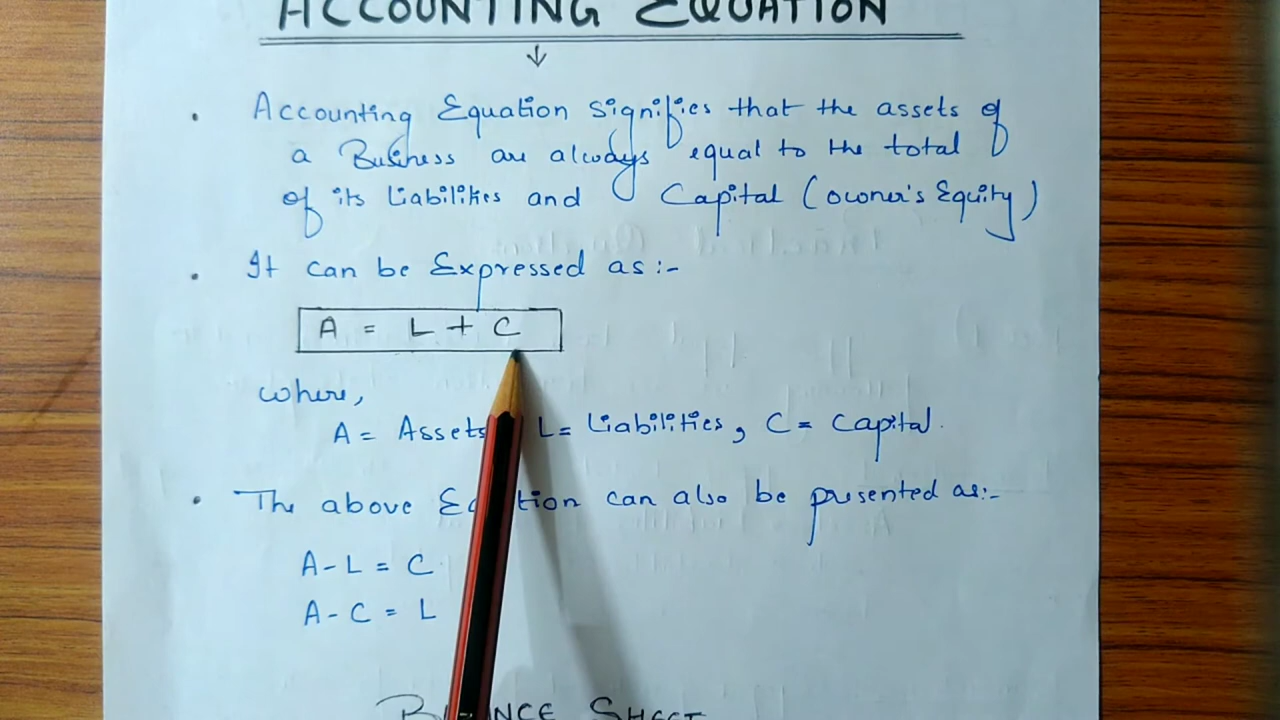 ACCOUNTING EQUATION
↓
• Accounting Equation signifies that the assets of
a Business are always equal to the total
of its Liabilities and Capital (owner's Equity)
• It can be Expressed as:-
A = L + C
where,
A = Assets L = Liabilities, C = Capital.
• The above can also be presented as:-
A - L = C
A - C = L
SHEET